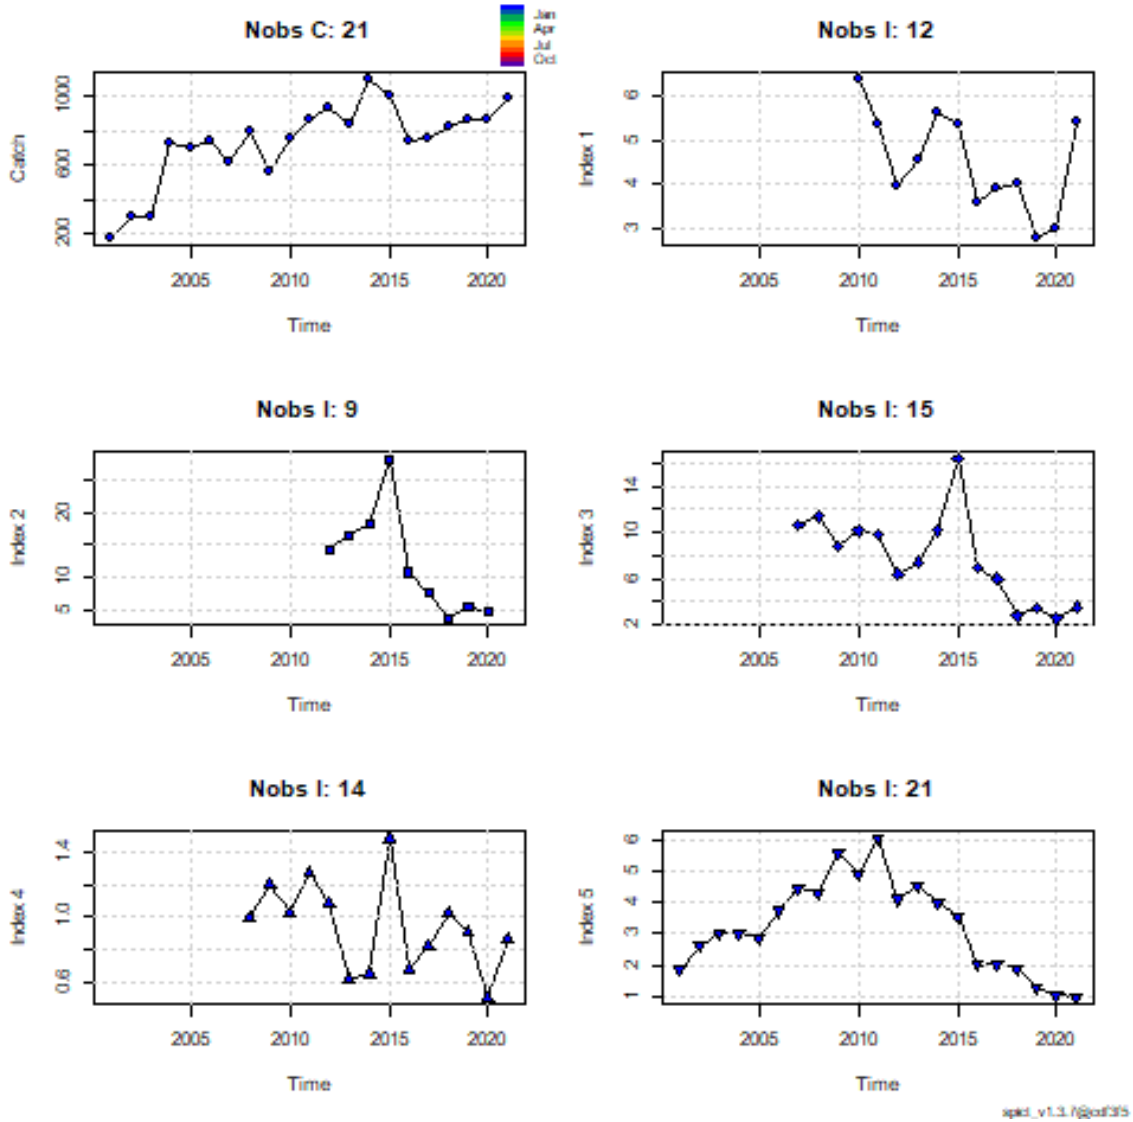 Nobs C: 21
Jan
Apr
Jul
Oct
Catch
1000
600
200
2005 2010 2015 2020
Time
Nobs I: 12
Index 1
6
5
4
3
2005 2010 2015 2020
Time
Nobs I: 9
Index 2
20
10
5
2005 2010 2015 2020
Time
Nobs I: 15
Index 3
14
10
6
2
2005 2010 2015 2020
Time
Nobs I: 14
Index 4
1.4
1.0
0.6
2005 2010 2015 2020
Time
Nobs I: 21
Index 5
6
5
4
3
2
1
2005 2010 2015 2020
Time